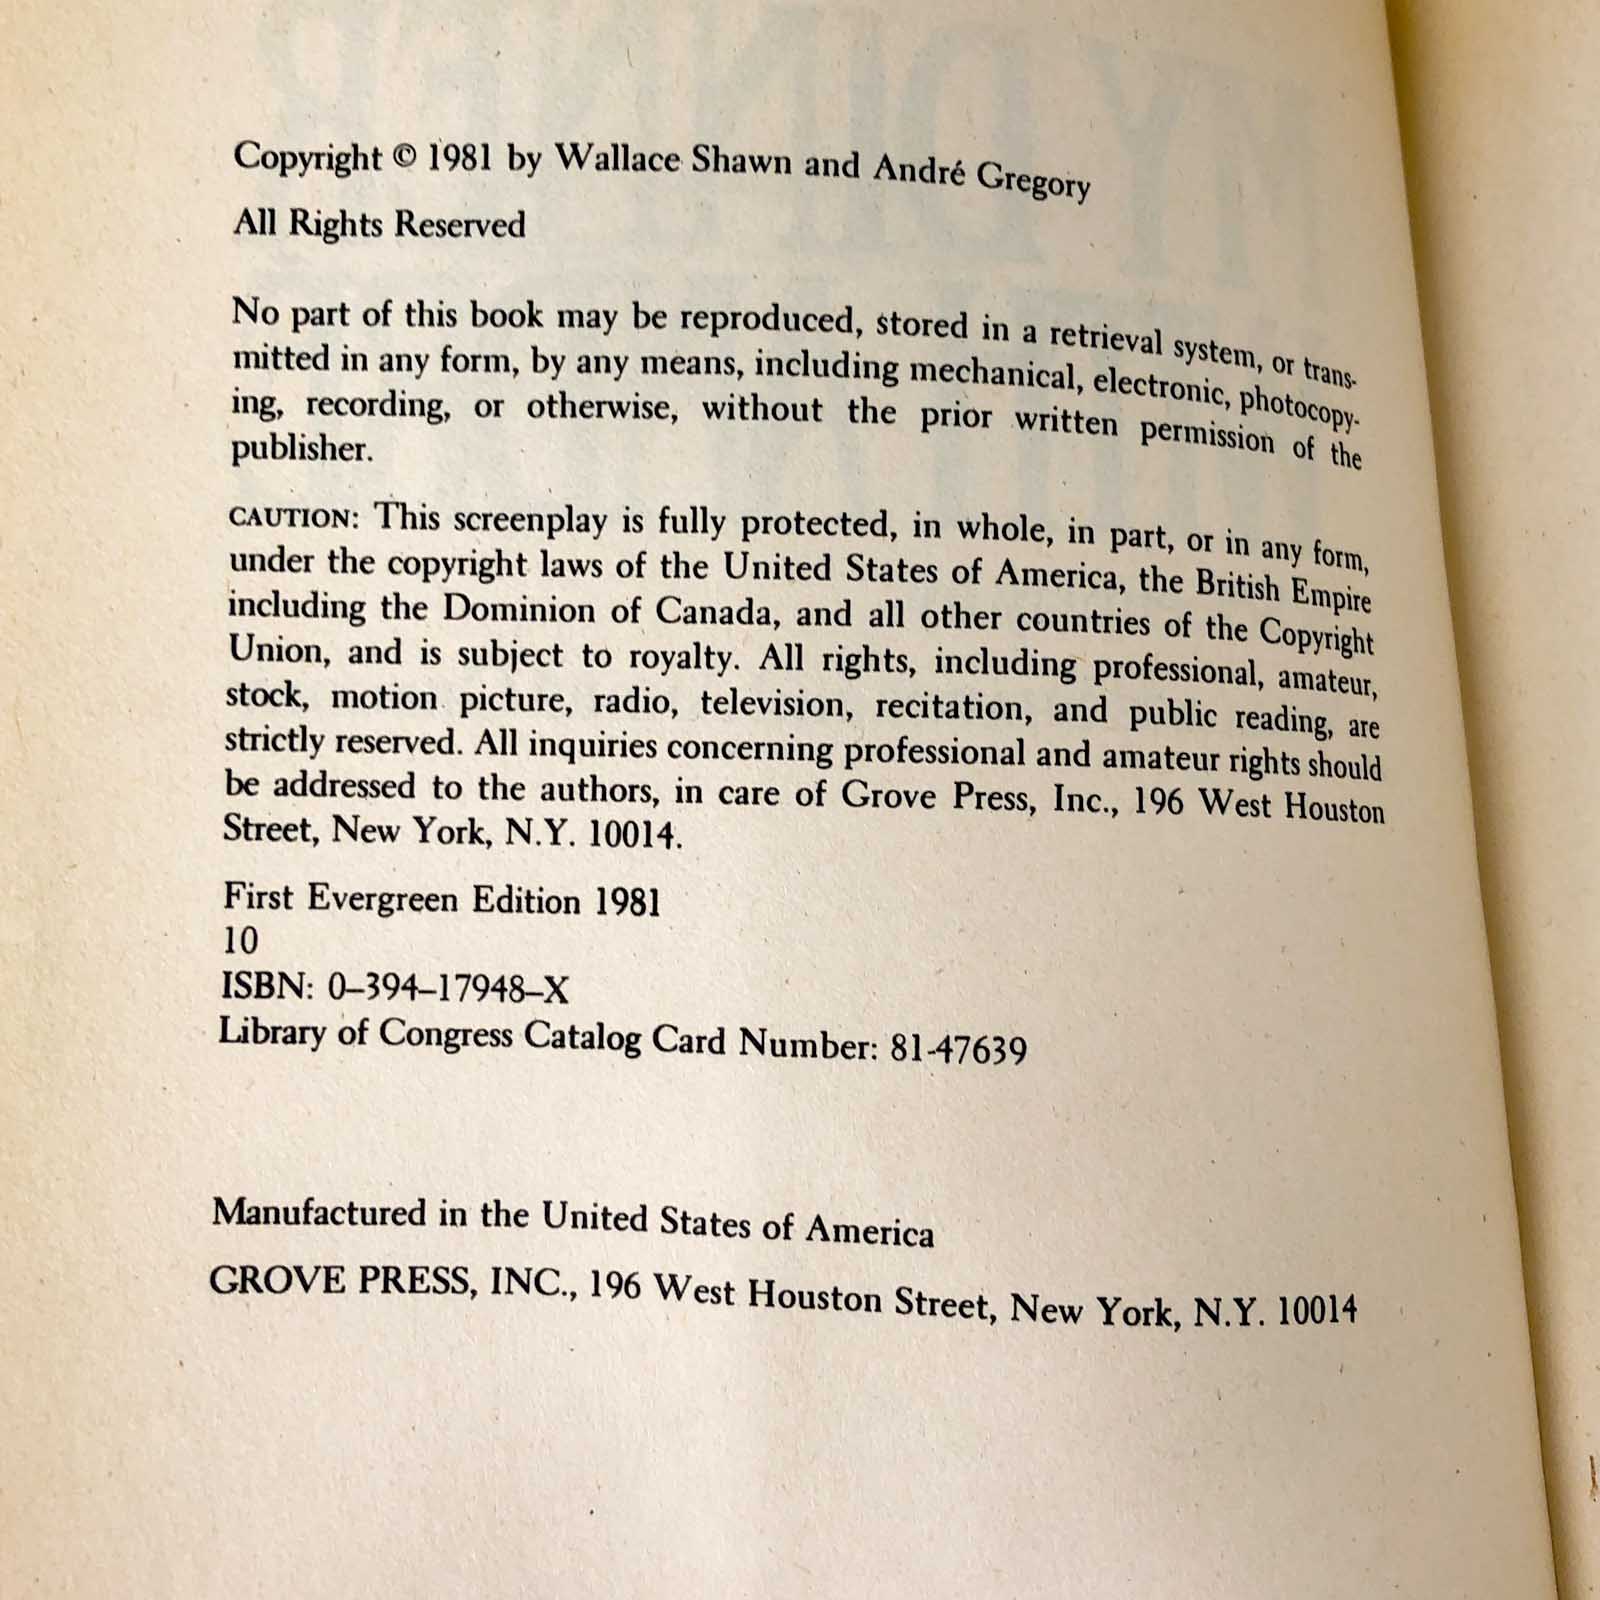 Copyright © 1981 by Wallace Shawn and André Gregory
All Rights Reserved
No part of this book may be reproduced, stored in a retrieval system, or trans-
mitted in any form, by any means, including mechanical, electronic, photocopy-
ing, recording, or otherwise, without the prior written permission of the
publisher.
CAUTION: This screenplay is fully protected, in whole, in part, or in any form,
under the copyright laws of the United States of America, the British Empire
including the Dominion of Canada, and all other countries of the Copyright
Union, and is subject to royalty. All rights, including professional, amateur,
stock, motion picture, radio, television, recitation, and public reading, are
strictly reserved. All inquiries concerning professional and amateur rights should
be addressed to the authors, in care of Grove Press, Inc., 196 West Houston
Street, New York, N.Y. 10014.
First Evergreen Edition 1981
10
ISBN: 0–394–17948–X
Library of Congress Catalog Card Number: 81-47639
Manufactured in the United States of America
GROVE PRESS, INC., 196 West Houston Street, New York, N.Y. 10014